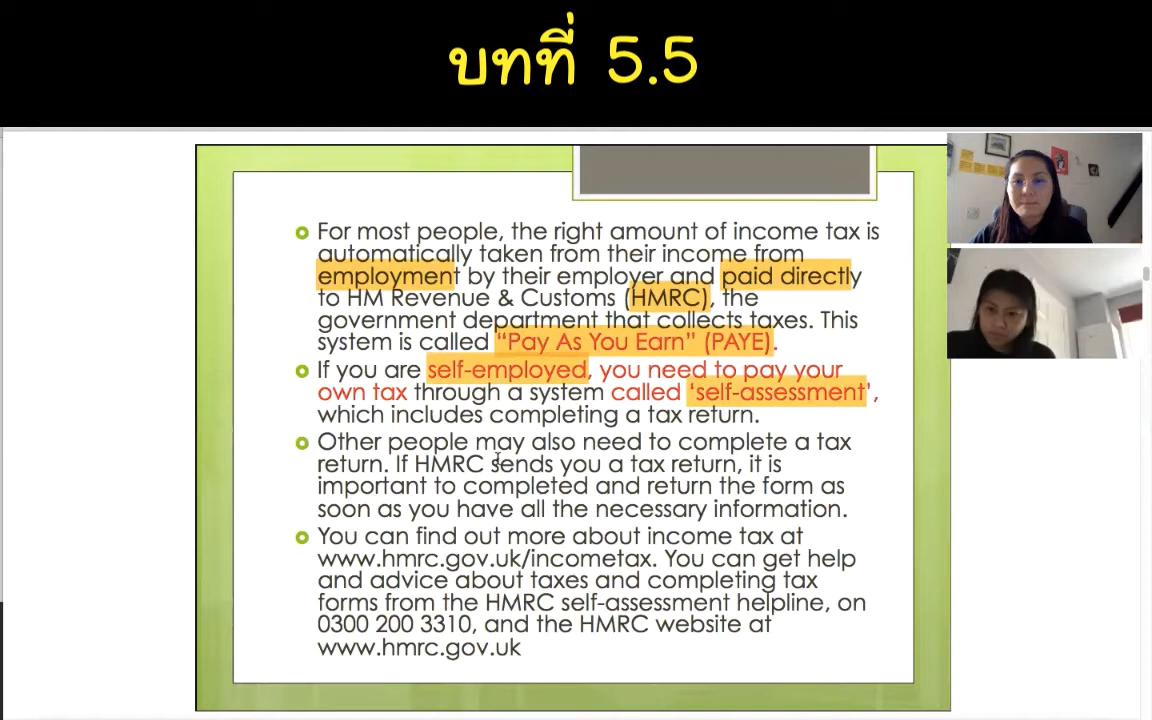 บทที่ 5.5
For most people, the right amount of income tax is
automatically taken from their income from
employment by their employer and paid directly
to HM Revenue & Customs (HMRC), the
government department that collects taxes. This
system is called “Pay As You Earn” (PAYE).
If you are self-employed, you need to pay your
own tax through a system called ‘self-assessment’,
which includes completing a tax return.
Other people may also need to complete a tax
return. If HMRC sends you a tax return, it is
important to completed and return the form as
soon as you have all the necessary information.
You can find out more about income tax at
www.hmrc.gov.uk/incometax. You can get help
and advice about taxes and completing tax
forms from the HMRC self-assessment helpline, on
0300 200 3310, and the HMRC website at
www.hmrc.gov.uk